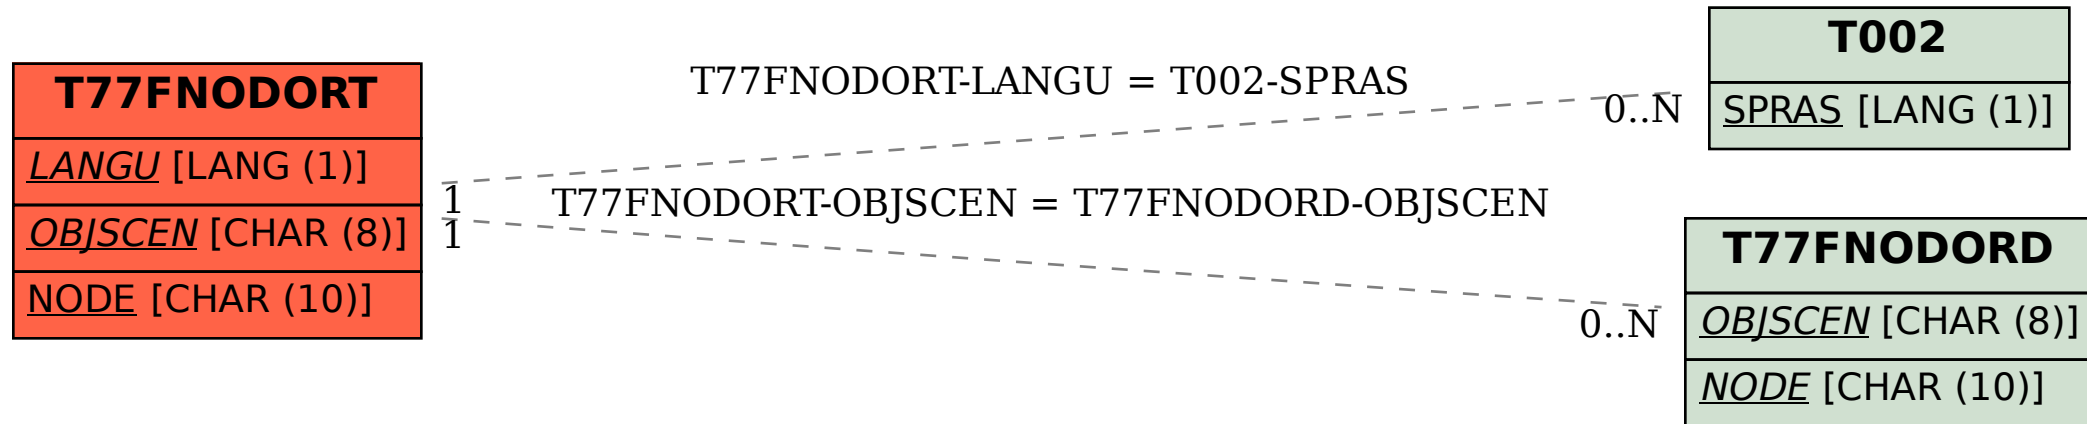 T77FNODORT
LANGU [LANG (1)]
OBJSCEN [CHAR (8)]
NODE [CHAR (10)]
T77FNODORT-LANGU = T002-SPRAS
1
0..N
T77FNODORT-OBJSCEN = T77FNODORD-OBJSCEN
1
0..N
T002
SPRAS [LANG (1)]
T77FNODORD
OBJSCEN [CHAR (8)]
NODE [CHAR (10)]